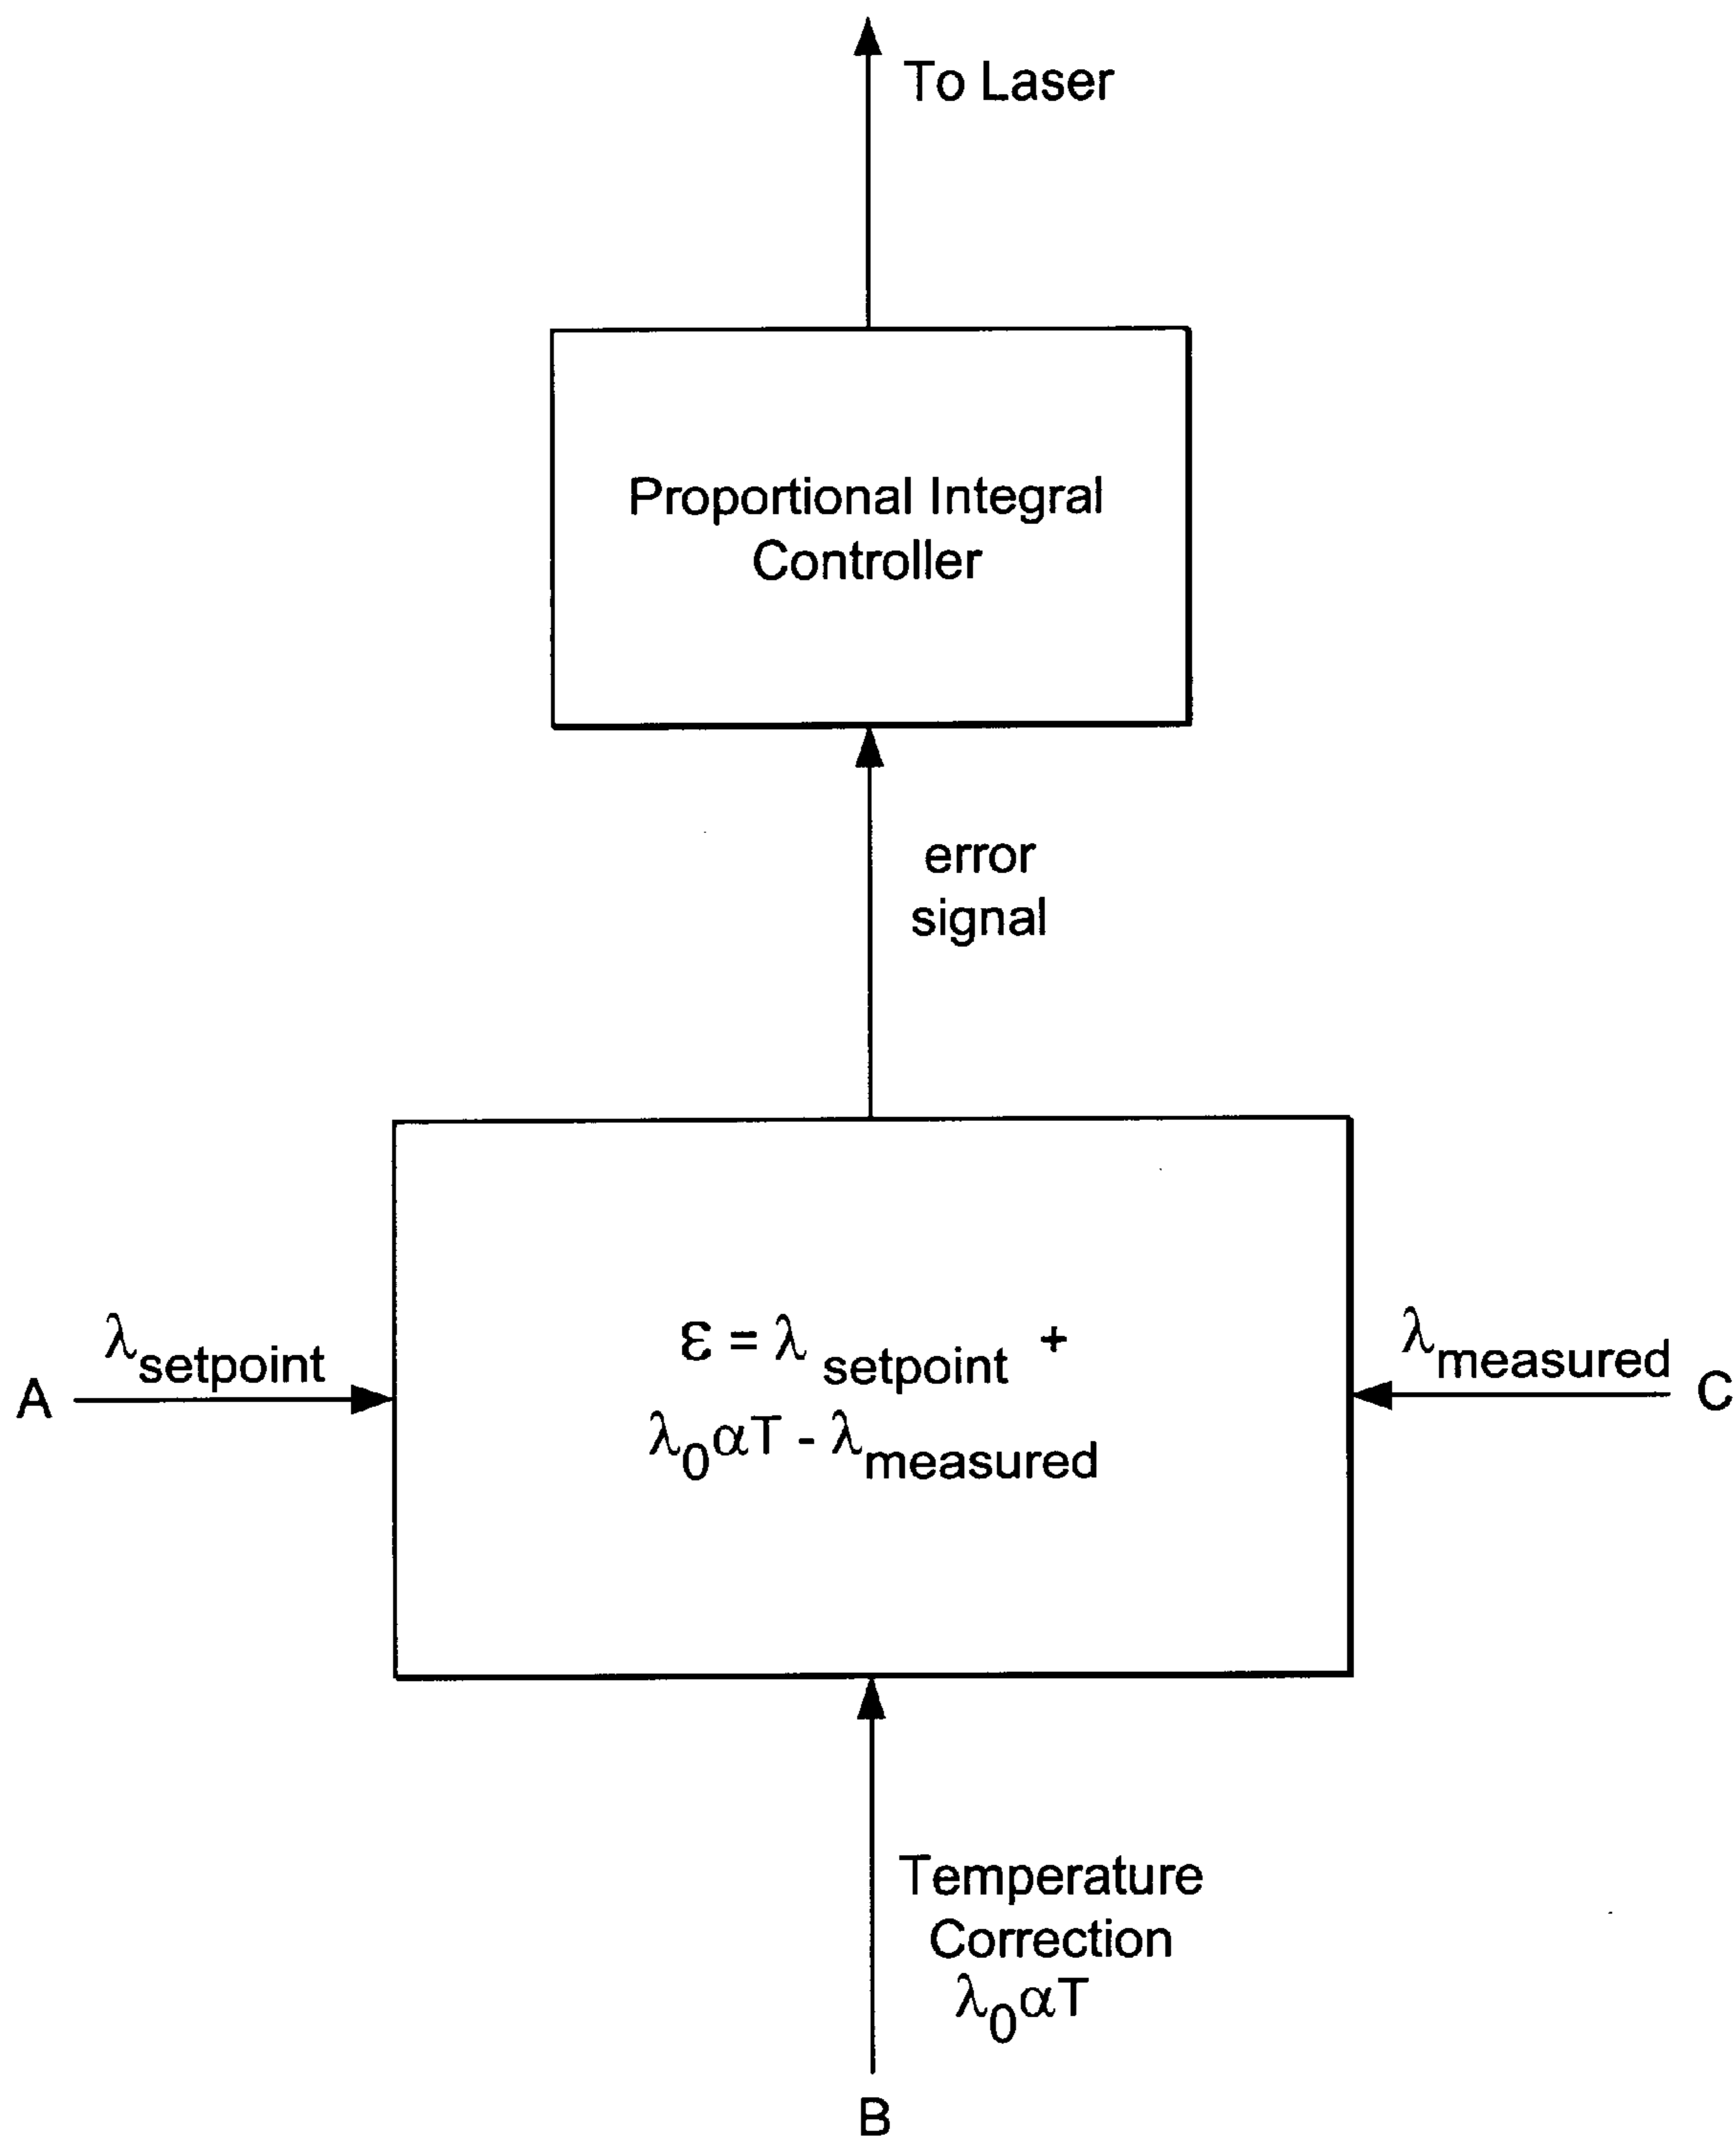 To Laser
Proportional Integral
Controller
error
signal
λsetpoint
A
ε = λ setpoint +
λ0αT - λmeasured
λmeasured
C
Temperature
Correction
λ0αT
B